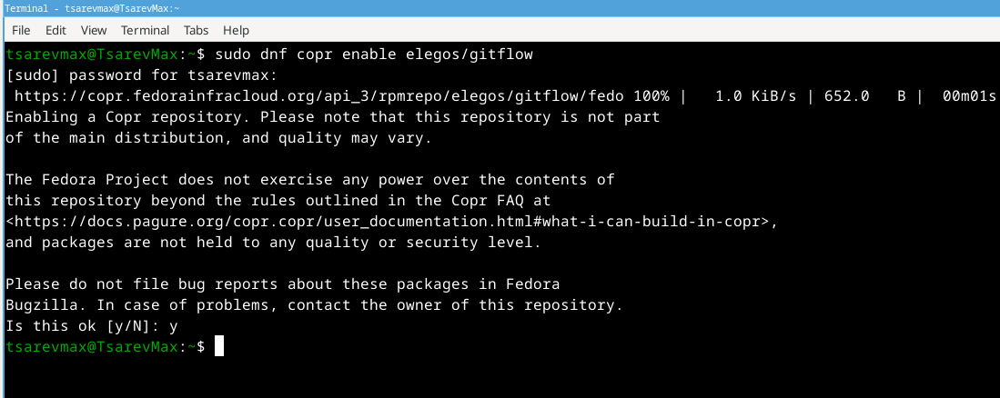 Terminal - tsarevmax@TsarevMax:~
File Edit View Terminal Tabs Help
tsarevmax@TsarevMax:~$ sudo dnf copr enable elegos/gitflow
[sudo] password for tsarevmax:
https://copr.fedorainfracloud.org/api_3/rpmrepo/elegos/gitflow/fedo 100% |   1.0 KiB/s | 652.0   B |  00m01s
Enabling a Copr repository. Please note that this repository is not part
of the main distribution, and quality may vary.
The Fedora Project does not exercise any power over the contents of
this repository beyond the rules outlined in the Copr FAQ at
<https://docs.pagure.org/copr.copr/user_documentation.html#what-i-can-build-in-copr>,
and packages are not held to any quality or security level.
Please do not file bug reports about these packages in Fedora
Bugzilla. In case of problems, contact the owner of this repository.
Is this ok [y/N]: y
tsarevmax@TsarevMax:~$